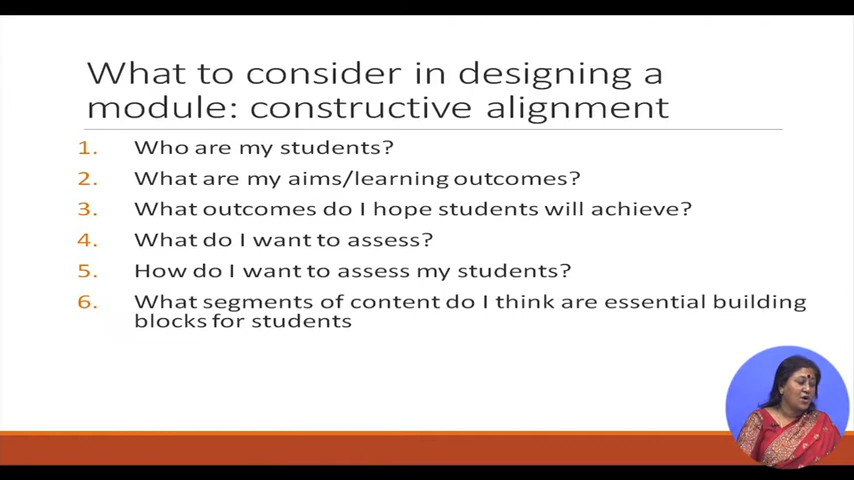 What to consider in designing a
module: constructive alignment
1. Who are my students?
2. What are my aims/learning outcomes?
3. What outcomes do I hope students will achieve?
4. What do I want to assess?
5. How do I want to assess my students?
6. What segments of content do I think are essential building
blocks for students